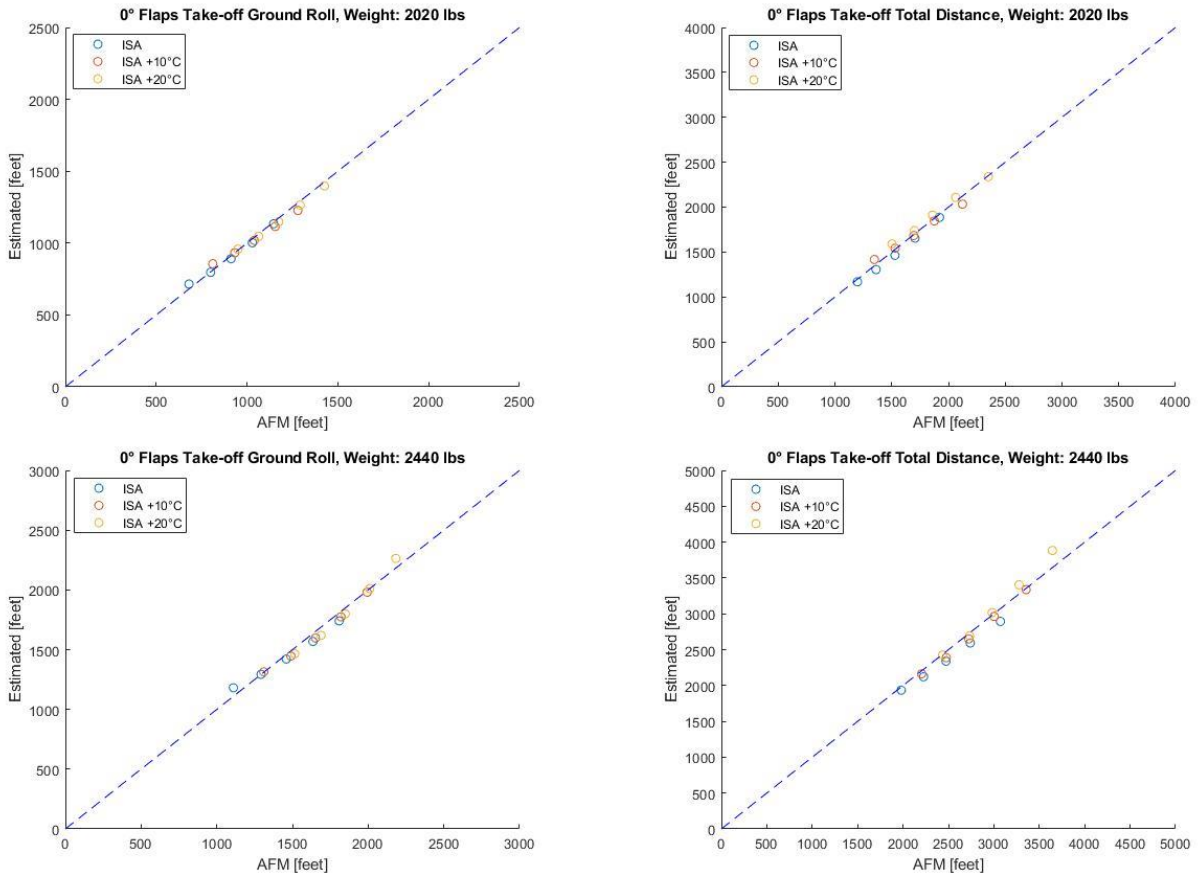 0° Flaps Take-off Ground Roll, Weight: 2020 lbs
2500
2000
1500
1000
500
0
Estimated [feet]
ISA
ISA +10°C
ISA +20°C
0 500 1000 1500 2000 2500
AFM [feet]
0° Flaps Take-off Total Distance, Weight: 2020 lbs
4000
3500
3000
2500
2000
1500
1000
500
0
Estimated [feet]
ISA
ISA +10°C
ISA +20°C
0 500 1000 1500 2000 2500 3000 3500 4000
AFM [feet]
0° Flaps Take-off Ground Roll, Weight: 2440 lbs
3000
2500
2000
1500
1000
500
0
Estimated [feet]
ISA
ISA +10°C
ISA +20°C
0 500 1000 1500 2000 2500 3000
AFM [feet]
0° Flaps Take-off Total Distance, Weight: 2440 lbs
5000
4500
4000
3500
3000
2500
2000
1500
1000
500
0
Estimated [feet]
ISA
ISA +10°C
ISA +20°C
0 500 1000 1500 2000 2500 3000 3500 4000 4500 5000
AFM [feet]